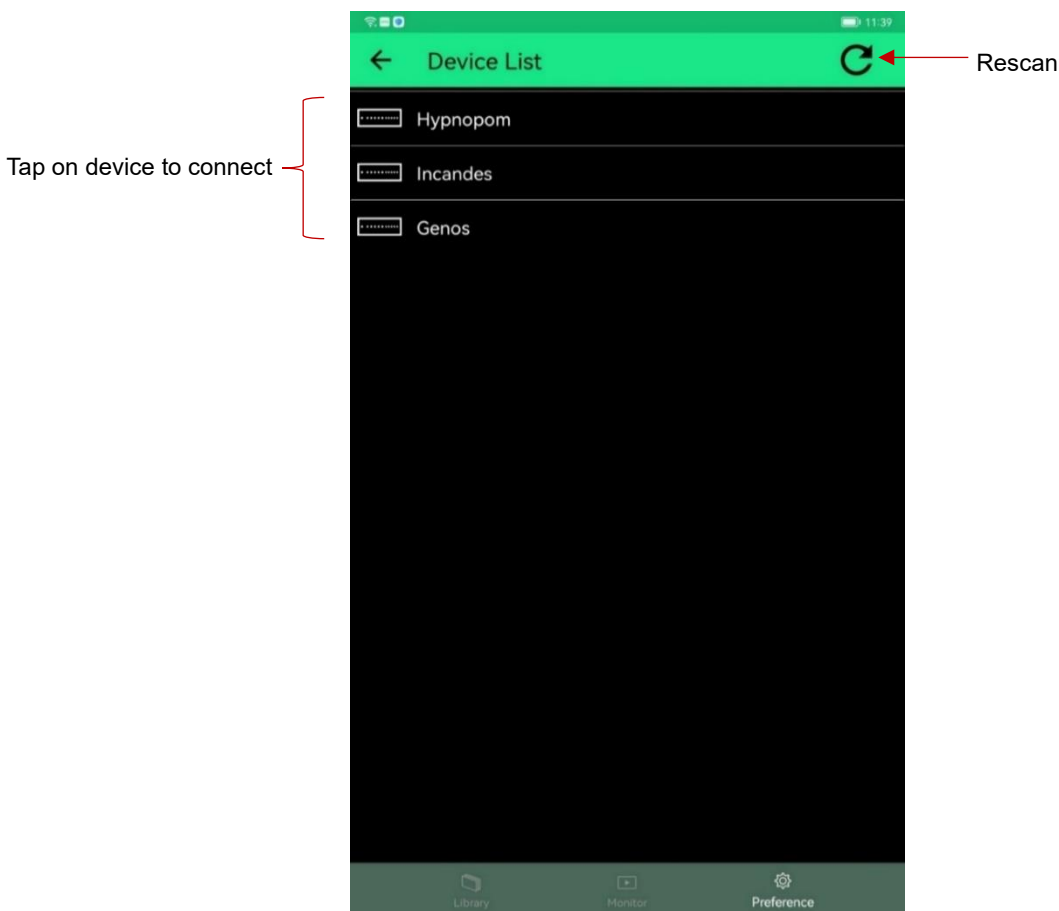 11:39
Device List
Rescan
Hypnopom
Tap on device to connect
Incandes
Genos
Library
Monitor
Preference